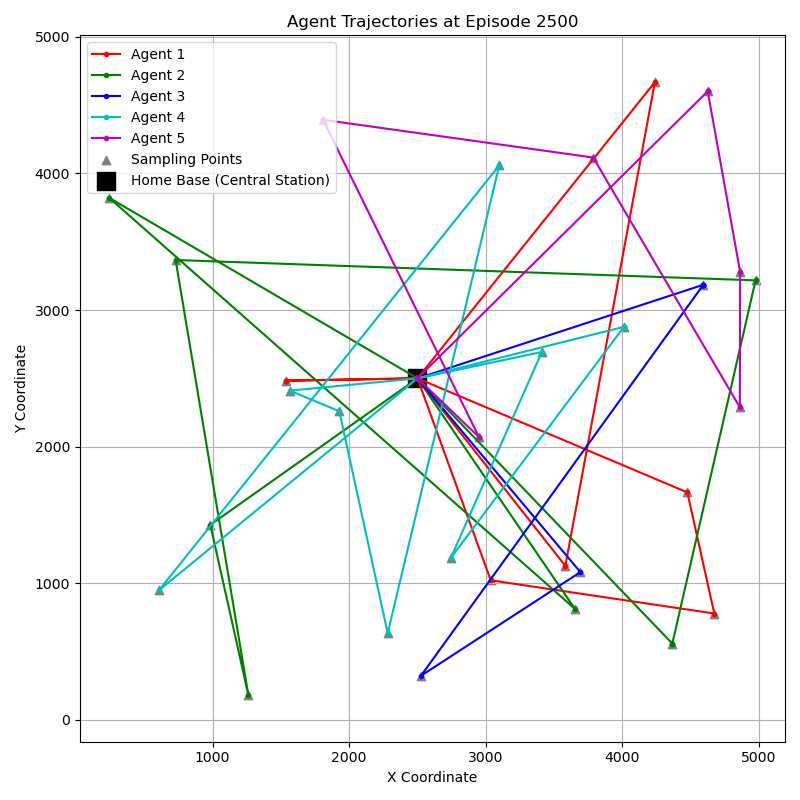 Agent Trajectories at Episode 2500
Agent 1
Agent 2
Agent 3
Agent 4
Agent 5
Sampling Points
Home Base (Central Station)
5000
4000
3000
2000
1000
0
Y Coordinate
1000
2000
3000
4000
5000
X Coordinate